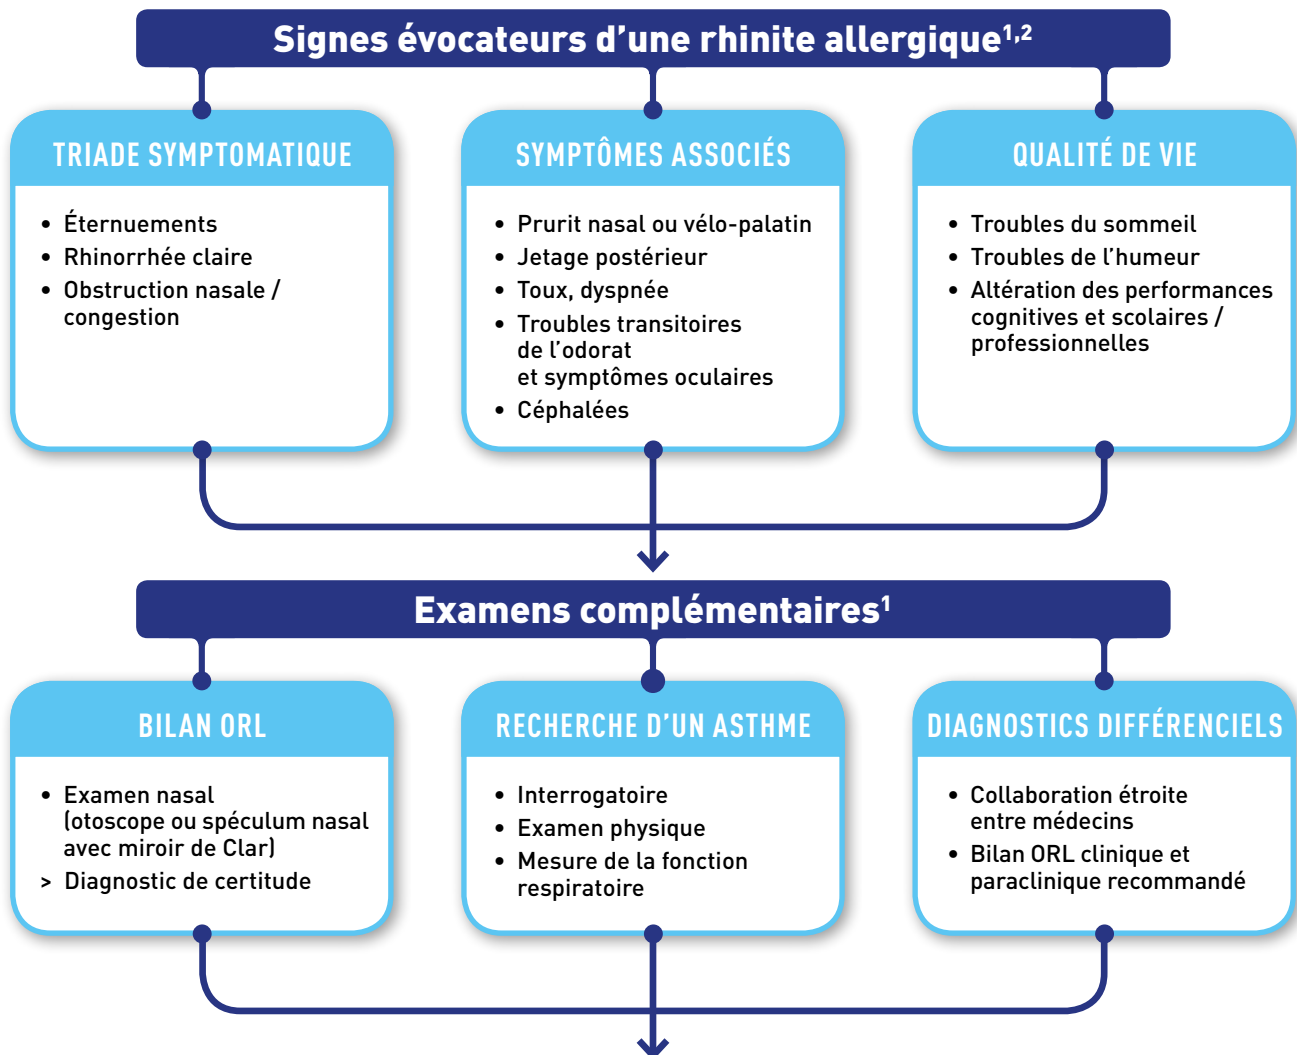 Signes évocateurs d’une rhinite allergique¹,²
TRIADE SYMPTOMATIQUE
• Éternuements
• Rhinorrhée claire
• Obstruction nasale /
congestion
SYMPTÔMES ASSOCIÉS
• Prurit nasal ou vélo-palatin
• Jetage postérieur
• Toux, dyspnée
• Troubles transitoires
de l’odorat
et symptômes oculaires
• Céphalées
QUALITÉ DE VIE
• Troubles du sommeil
• Troubles de l’humeur
• Altération des performances
cognitives et scolaires /
professionnelles
Examens complémentaires¹
BILAN ORL
• Examen nasal
(otoscope ou spéculum nasal
avec miroir de Clar)
> Diagnostic de certitude
RECHERCHE D’UN ASTHME
• Interrogatoire
• Examen physique
• Mesure de la fonction
respiratoire
DIAGNOSTICS DIFFÉRENCIELS
• Collaboration étroite
entre médecins
• Bilan ORL clinique et
paraclinique recommandé